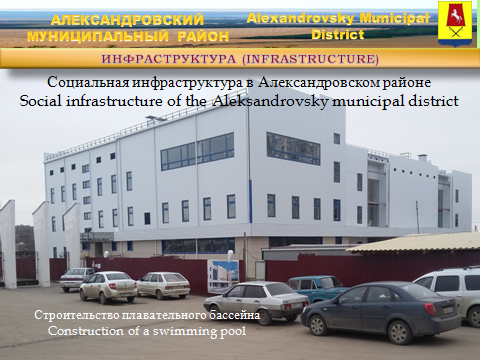 АЛЕКСАНДРОВСКИЙ
МУНИЦИПАЛЬНЫЙ РАЙОН
Alexandrovsky Municipal
District
ИНФРАСТРУКТУРА (INFRASTRUCTURE)
Социальная инфраструктура в Александровском районе
Social infrastructure of the Aleksandrovsky municipal district
Строительство плавательного бассейна
Construction of a swimming pool